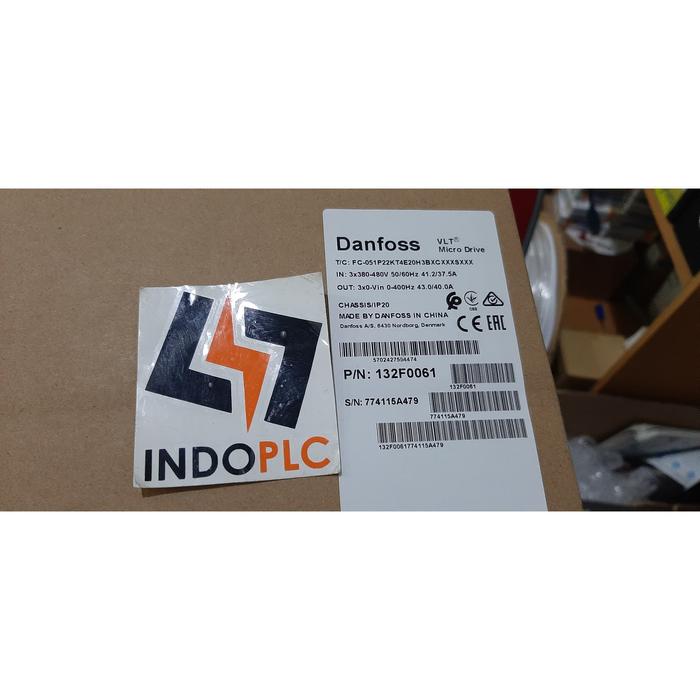 Danfoss
VLT®
Micro Drive
T/C: FC-051P22KT4E20H3BXCXXXSXXX
IN: 3x380-480V 50/60Hz 41.2/37.5A
OUT: 3x0-Vin 0-400Hz 43.0/40.0A
CHASSIS/IP20
MADE BY DANFOSS IN CHINA
Danfoss A/S, 6430 Nordborg, Denmark
CE EAC
5702427504474
P/N: 132F0061
132F0061
S/N: 774115A479
774115A479
132F0061774115A479
INDOPLC